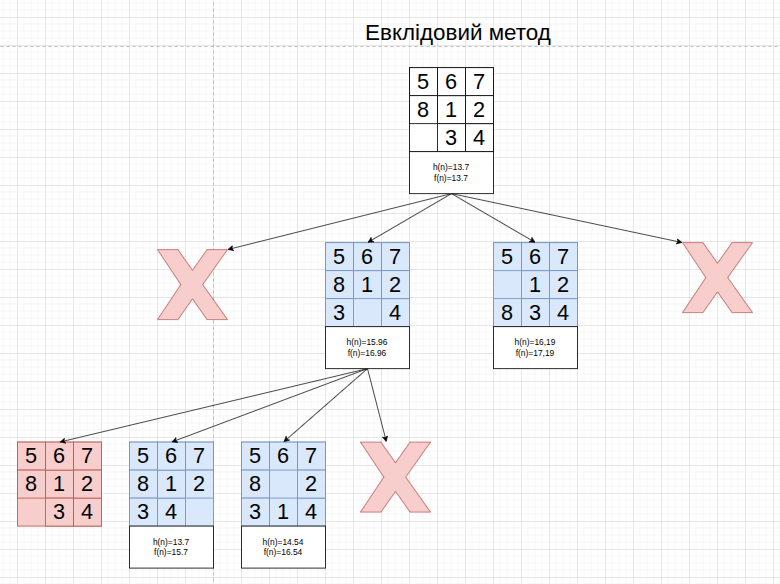 Евклідовий метод
5 6 7
8 1 2
3 4
h(n)=13.7
f(n)=13.7
5 6 7
8 1 2
3 4
h(n)=15.96
f(n)=16.96
5 6 7
1 2
8 3 4
h(n)=16,19
f(n)=17,19
5 6 7
8 1 2
3 4
5 6 7
8 1 2
3 4
h(n)=13.7
f(n)=15.7
5 6 7
8 2
3 1 4
h(n)=14.54
f(n)=16.54